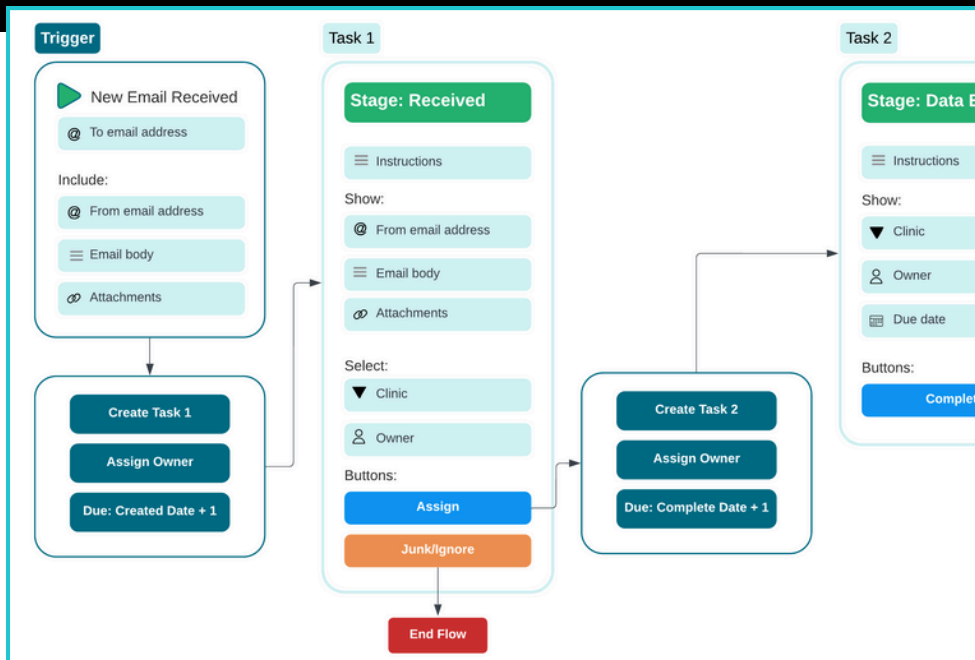 Trigger
New Email Received
@ To email address
Include:
@ From email address
Email body
Attachments
Create Task 1
Assign Owner
Due: Created Date + 1
Task 1
Stage: Received
Instructions
Show:
@ From email address
Email body
Attachments
Select:
Clinic
Owner
Buttons:
Assign
Junk/Ignore
End Flow
Create Task 2
Assign Owner
Due: Complete Date + 1
Task 2
Stage: Data
Instructions
Show:
Clinic
Owner
Due date
Buttons: